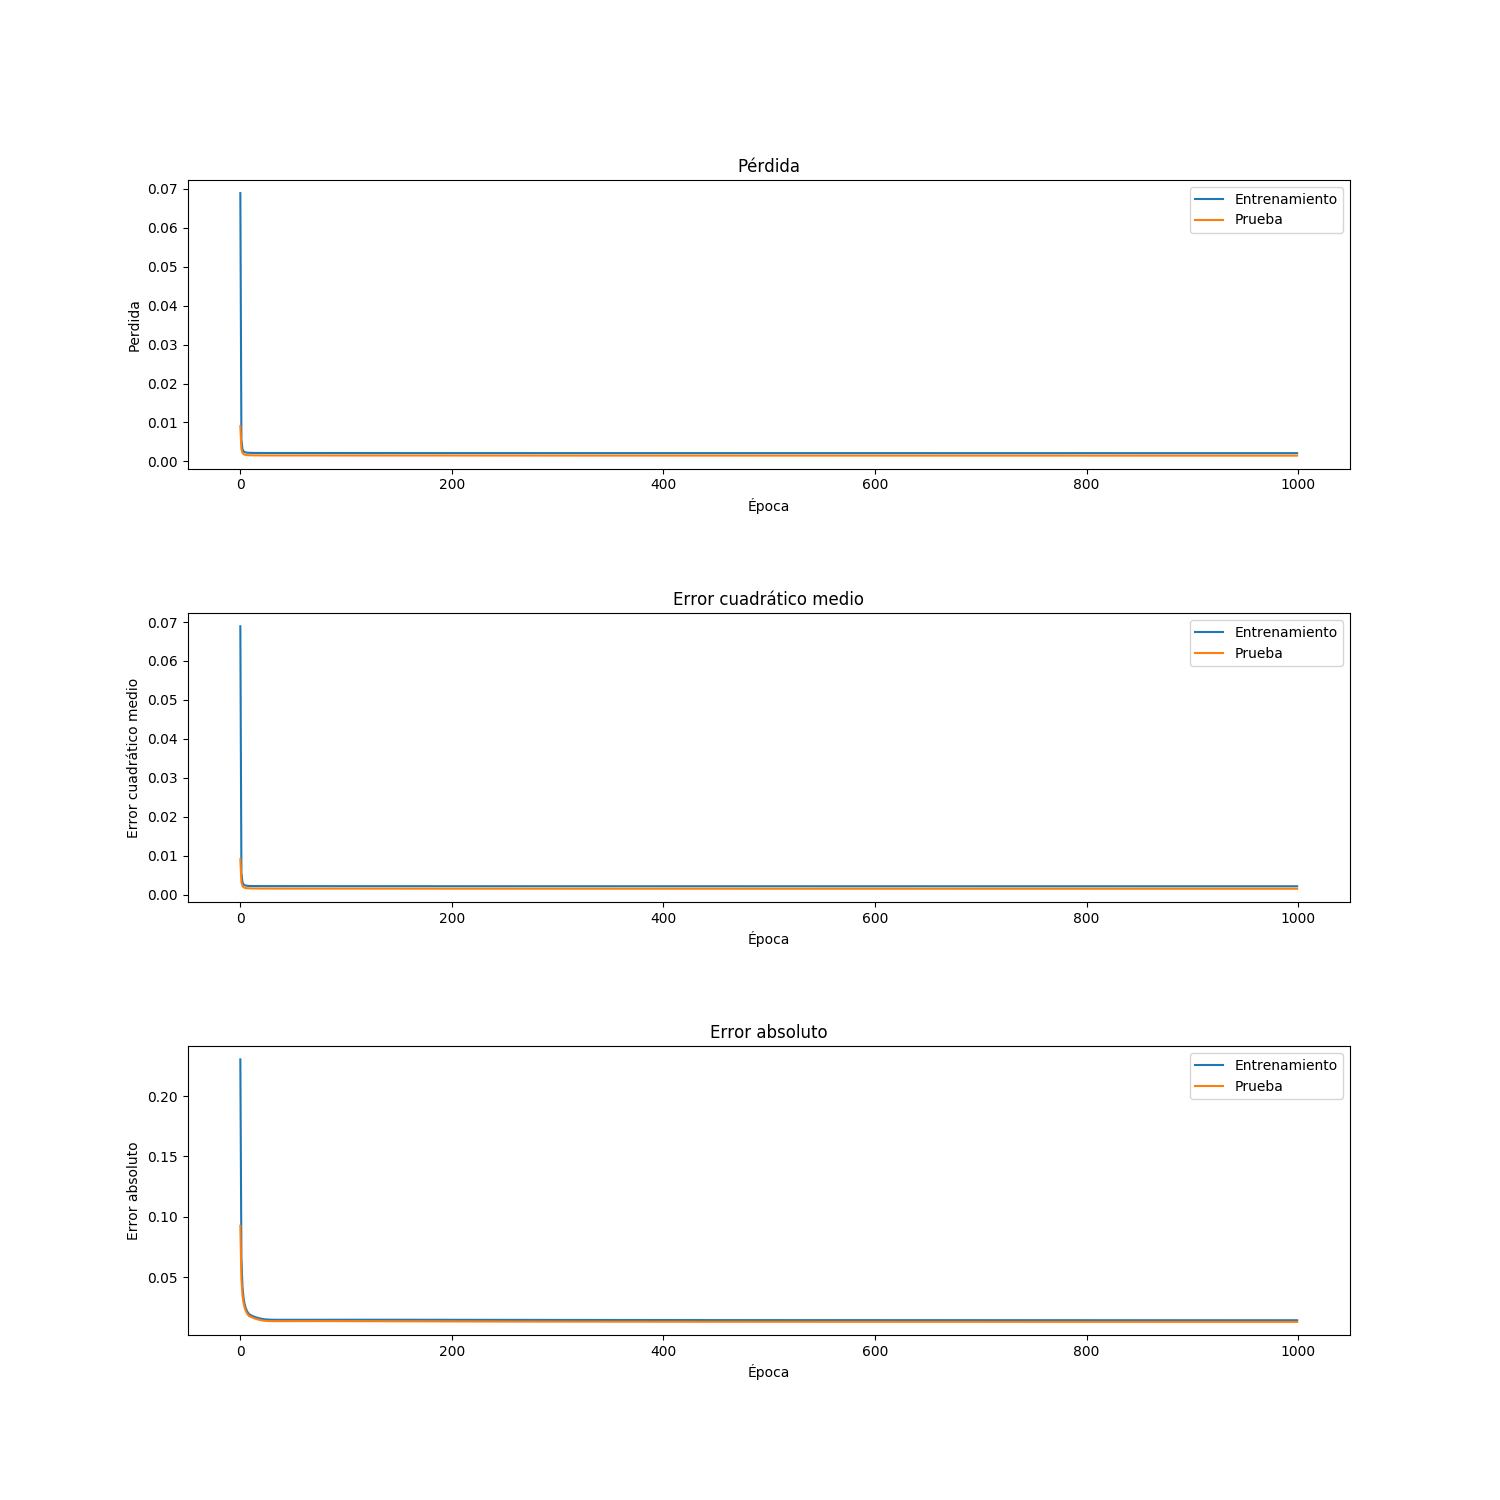 Pérdida
0.07
0.06
0.05
0.04
0.03
0.02
0.01
0.00
Perdida
Entrenamiento
Prueba
0 200 400 600 800 1000
Época
Error cuadrático medio
0.07
0.06
0.05
0.04
0.03
0.02
0.01
0.00
Error cuadrático medio
Entrenamiento
Prueba
0 200 400 600 800 1000
Época
Error absoluto
0.20
0.15
0.10
0.05
Error absoluto
Entrenamiento
Prueba
0 200 400 600 800 1000
Época